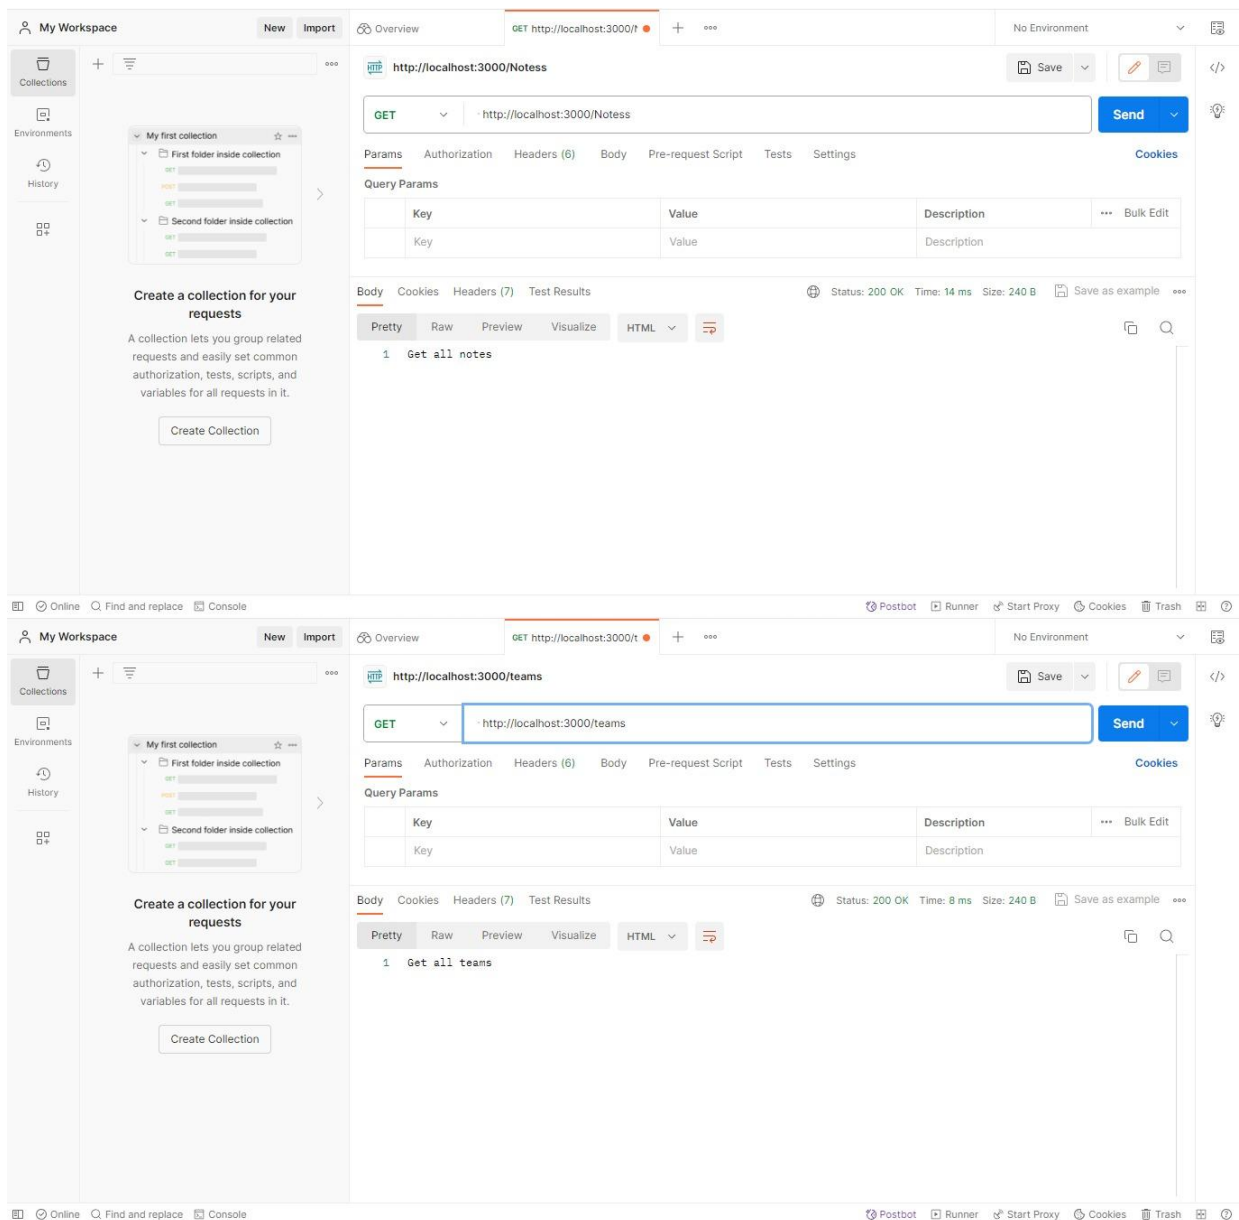 My Workspace New Import Overview GET http://localhost:3000/ No Environment
Collections http://localhost:3000/Notess Save
GET http://localhost:3000/Notess Send
Environments
My first collection
First folder inside collection
GET
POST
GET
Second folder inside collection
GET
GET
History
Params Authorization Headers (6) Body Pre-request Script Tests Settings Cookies
Query Params
Key Value Description Bulk Edit
Key Value Description
Create a collection for your
requests
A collection lets you group related
requests and easily set common
authorization, tests, scripts, and
variables for all requests in it.
Create Collection
Body Cookies Headers (7) Test Results Status: 200 OK Time: 14 ms Size: 240 B Save as example
Pretty Raw Preview Visualize HTML
1 Get all notes
Online Find and replace Console Postbot Runner Start Proxy Cookies Trash
My Workspace New Import Overview GET http://localhost:3000/t No Environment
Collections http://localhost:3000/teams Save
GET http://localhost:3000/teams Send
Environments
My first collection
First folder inside collection
GET
POST
GET
Second folder inside collection
GET
GET
History
Params Authorization Headers (6) Body Pre-request Script Tests Settings Cookies
Query Params
Key Value Description Bulk Edit
Key Value Description
Create a collection for your
requests
A collection lets you group related
requests and easily set common
authorization, tests, scripts, and
variables for all requests in it.
Create Collection
Body Cookies Headers (7) Test Results Status: 200 OK Time: 8 ms Size: 240 B Save as example
Pretty Raw Preview Visualize HTML
1 Get all teams
Online Find and replace Console Postbot Runner Start Proxy Cookies Trash